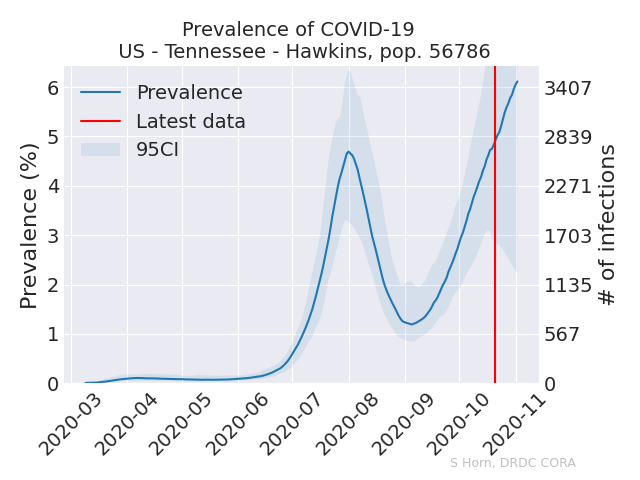 Prevalence of COVID-19
US - Tennessee - Hawkins, pop. 56786
Prevalence
Latest data
95CI
Prevalence (%)
6
5
4
3
2
1
0
3407
2839
2271
1703
1135
567
0
# of infections
2020-03
2020-04
2020-05
2020-06
2020-07
2020-08
2020-09
2020-10
2020-11
S Horn, DRDC CORA